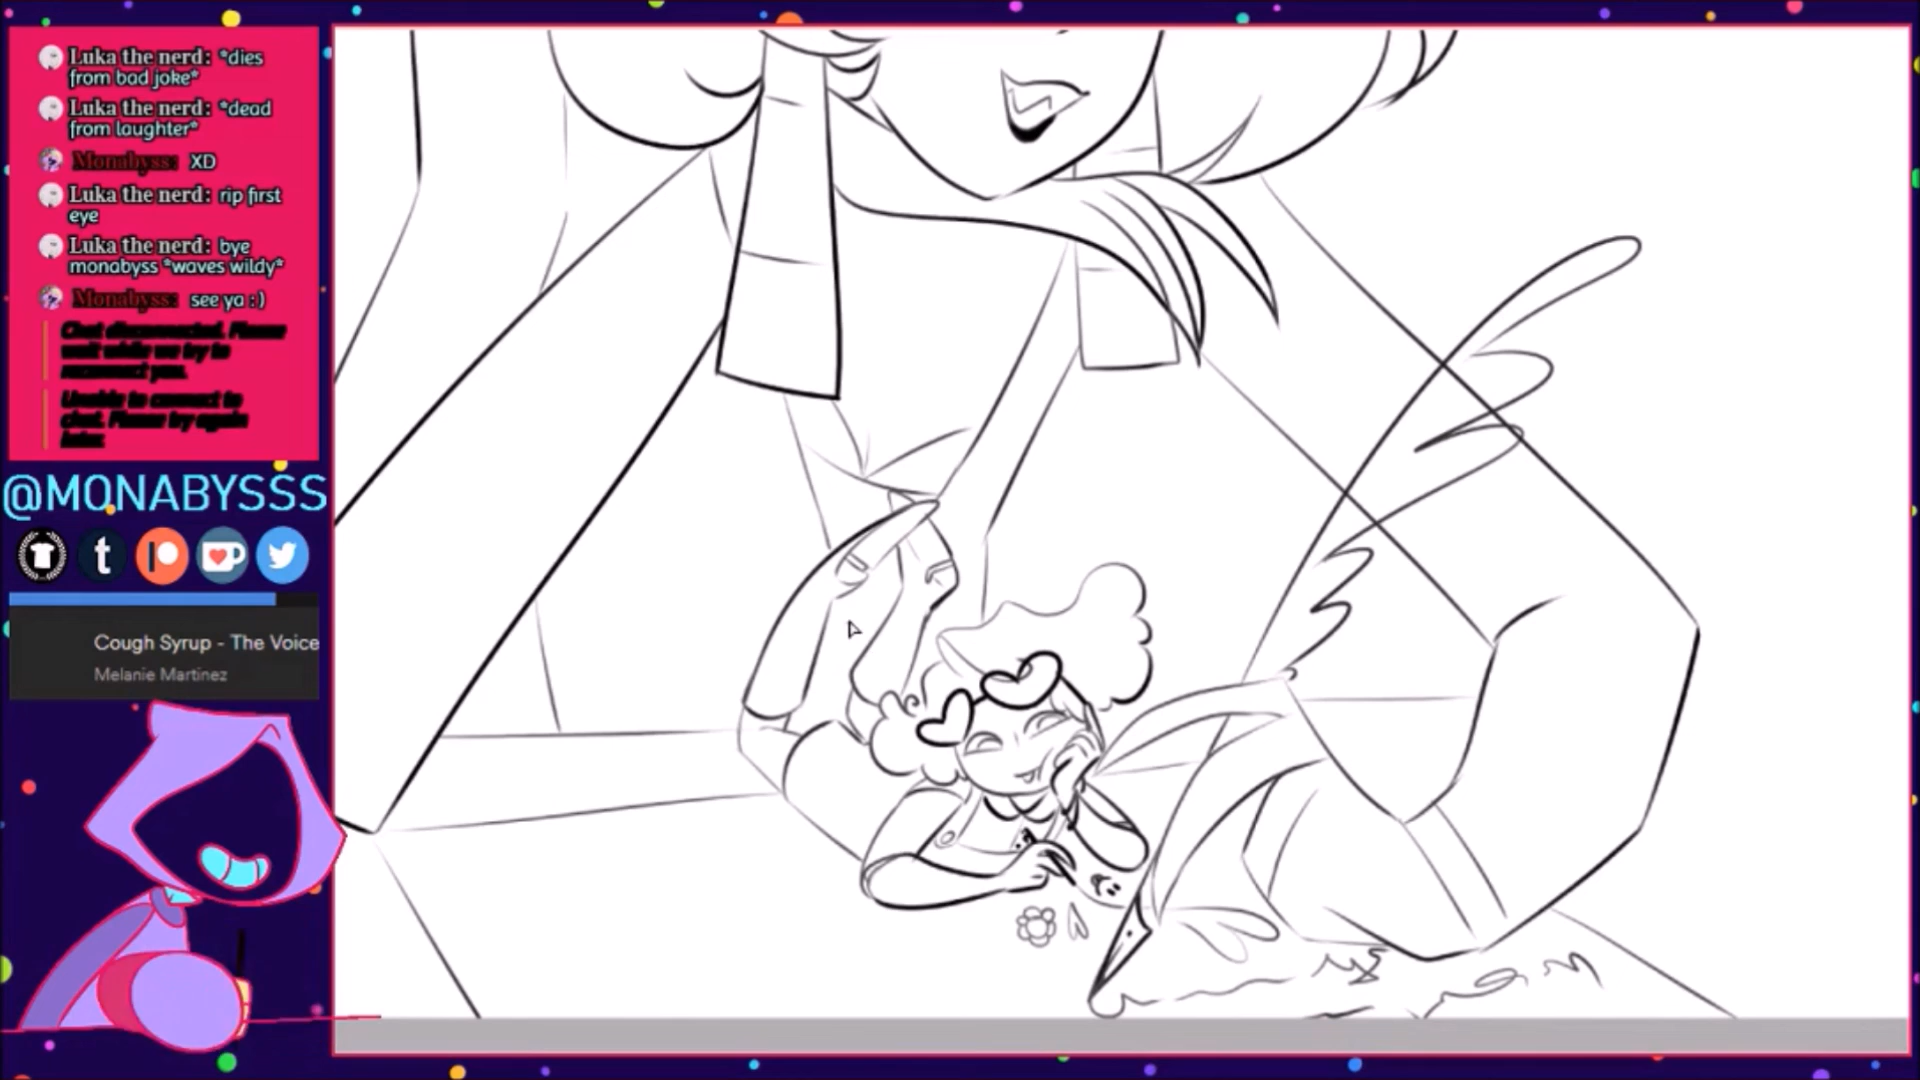 Luka the nerd: *dies
from bad joke*
Luka the nerd: *dead
from laughter*
Monabyss: XD
Luka the nerd: rip first
eye
Luka the nerd: bye
monabyss *waves wildy*
Monabyss: see ya :)
Chat disconnected. Please
wait while we try to
reconnect you.
Unable to connect to
chat. Please try again
later.
@MONABYSSS
t
Cough Syrup - The Voice
Melanie Martinez